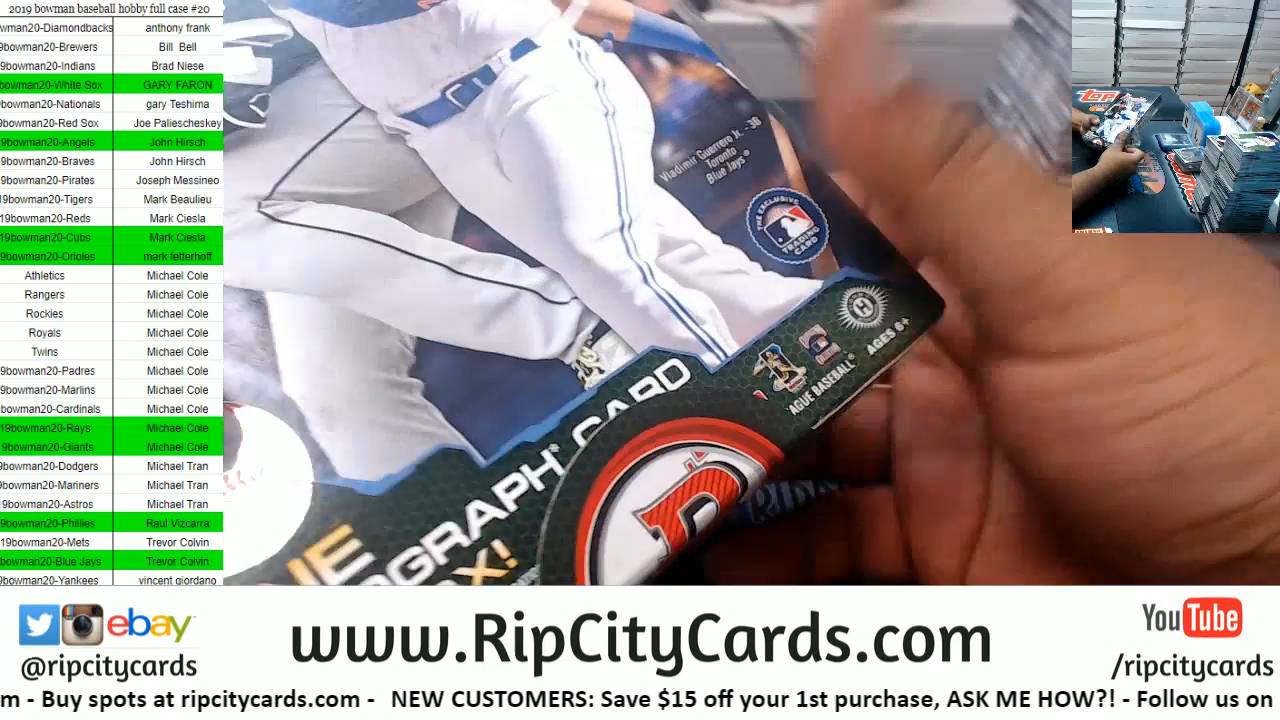 2019 bowman baseball hobby full case #20
wman20-Diamondbacks anthony frank
9bowman20-Brewers Bill Bell
9bowman20-Indians Brad Niese
bowman20-White Sox GARY FARON
9bowman20-Nationals gary Teshima
9bowman20-Red Sox Joe Paliescheskey
9bowman20-Angels John Hirsch
9bowman20-Braves John Hirsch
9bowman20-Pirates Joseph Messineo
19bowman20-Tigers Mark Beaulieu
19bowman20-Reds Mark Ciesla
19bowman20-Cubs Mark Ciesla
9bowman20-Orioles mark fetterhoff
Athletics Michael Cole
Rangers Michael Cole
Rockies Michael Cole
Royals Michael Cole
Twins Michael Cole
9bowman20-Padres Michael Cole
9bowman20-Marlins Michael Cole
bowman20-Cardinals Michael Cole
9bowman20-Rays Michael Cole
9bowman20-Giants Michael Cole
9bowman20-Dodgers Michael Tran
9bowman20-Mariners Michael Tran
19bowman20-Astros Michael Tran
9bowman20-Phillies Raul Vizcarra
19bowman20-Mets Trevor Colvin
bowman20-Blue Jays Trevor Colvin
9bowman20-Yankees vincent giordano
Vladimir Guerrero Jr. - 3B
Toronto
Blue Jays®
THE EXCLUSIVE
TRADING CARD
H
AGES 6+
AGUE BASEBALL®
NE
OGRAPH* CARD
OX!
B
topps
ebay
@ripcitycards
www.RipCityCards.com
YouTube
/ripcitycards
m - Buy spots at ripcitycards.com - NEW CUSTOMERS: Save $15 off your 1st purchase, ASK ME HOW?! - Follow us on